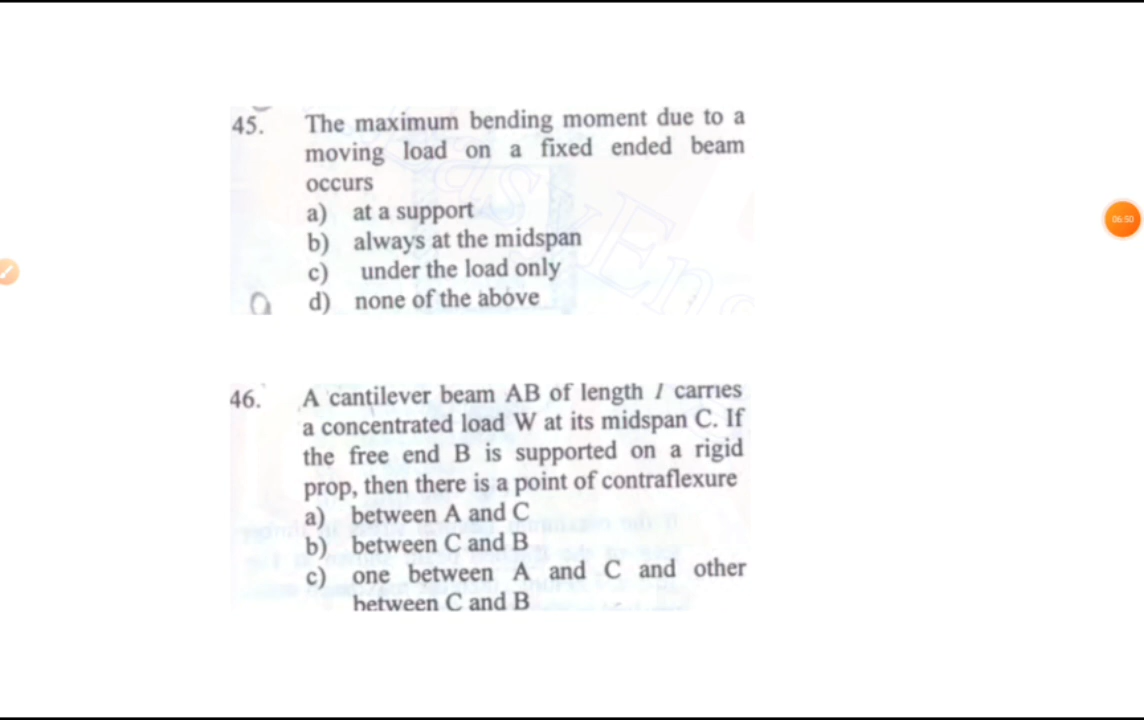 45. The maximum bending moment due to a
moving load on a fixed ended beam
occurs
a) at a support
b) always at the midspan
c) under the load only
d) none of the above
46. A cantilever beam AB of length l carries
a concentrated load W at its midspan C. If
the free end B is supported on a rigid
prop, then there is a point of contraflexure
a) between A and C
b) between C and B
c) one between A and C and other
between C and B
06:50